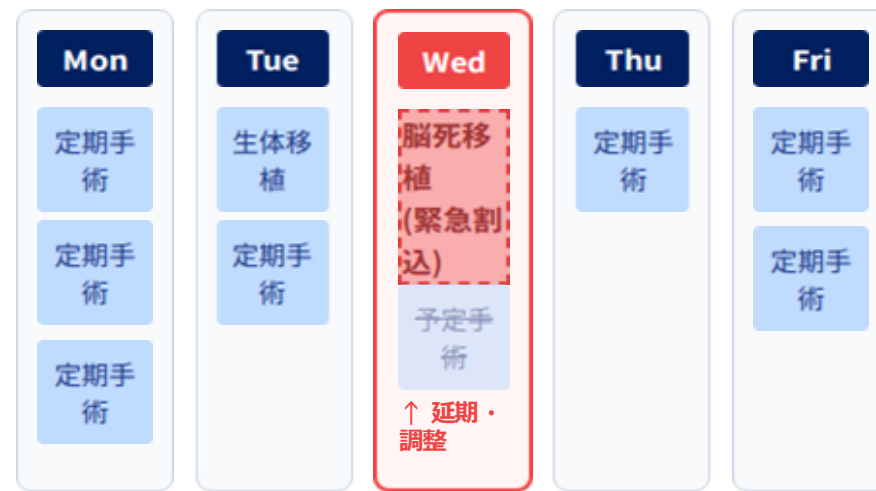 Mon
定期手
術
定期手
術
定期手
術
Tue
生体移
植
定期手
術
Wed
脳死移
植
(緊急割
込)
予定手
術
↑ 延期・
調整
Thu
定期手
術
Fri
定期手
術
定期手
術